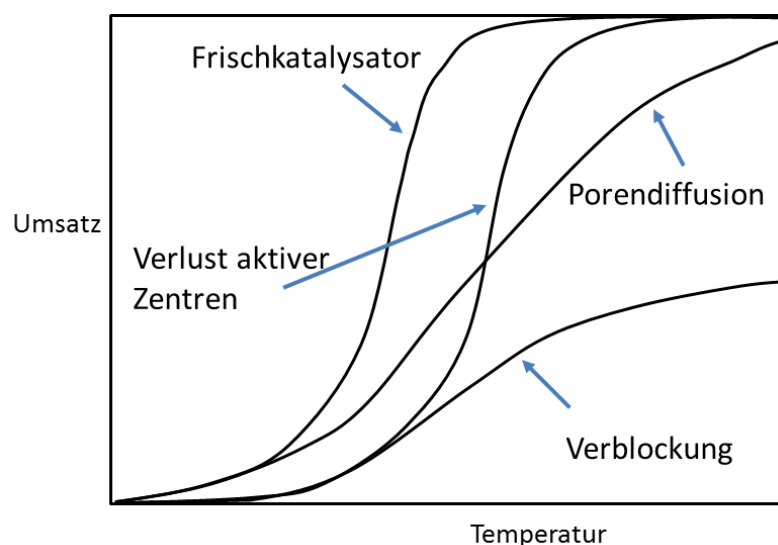 Frischkatalysator
Porendiffusion
Umsatz
Verlust aktiver
Zentren
Verblockung
Temperatur